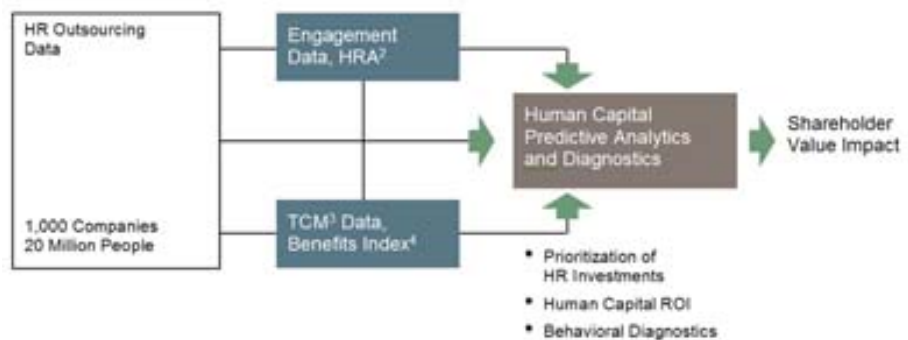 HR Outsourcing
Data
1,000 Companies
20 Million People
Engagement
Data, HRA²
TCM³ Data,
Benefits Index⁴
Human Capital
Predictive Analytics
and Diagnostics
Shareholder
Value Impact
• Prioritization of
HR Investments
• Human Capital ROI
• Behavioral Diagnostics